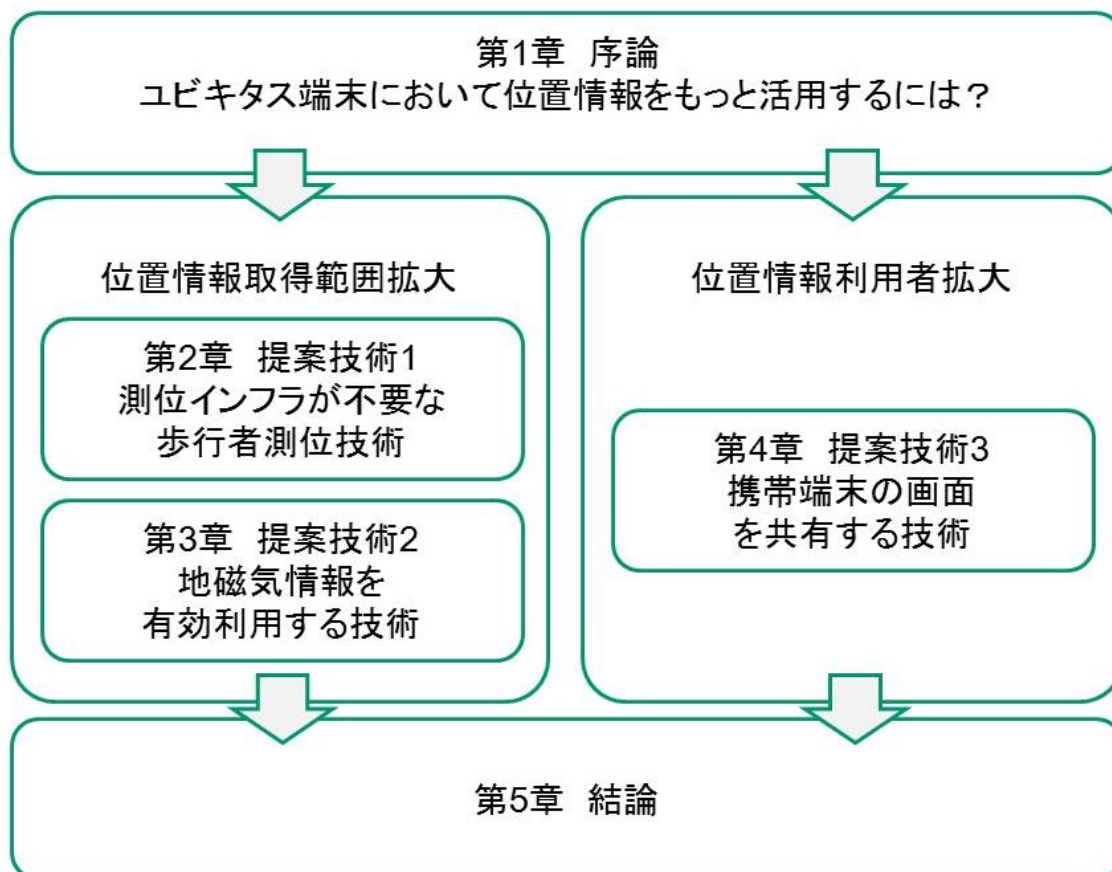 第1章 序論
ユビキタス端末において位置情報をもっと活用するには？
位置情報取得範囲拡大
第2章 提案技術1
測位インフラが不要な
歩行者測位技術
第3章 提案技術2
地磁気情報を
有効利用する技術
位置情報利用者拡大
第4章 提案技術3
携帯端末の画面
を共有する技術
第5章 結論